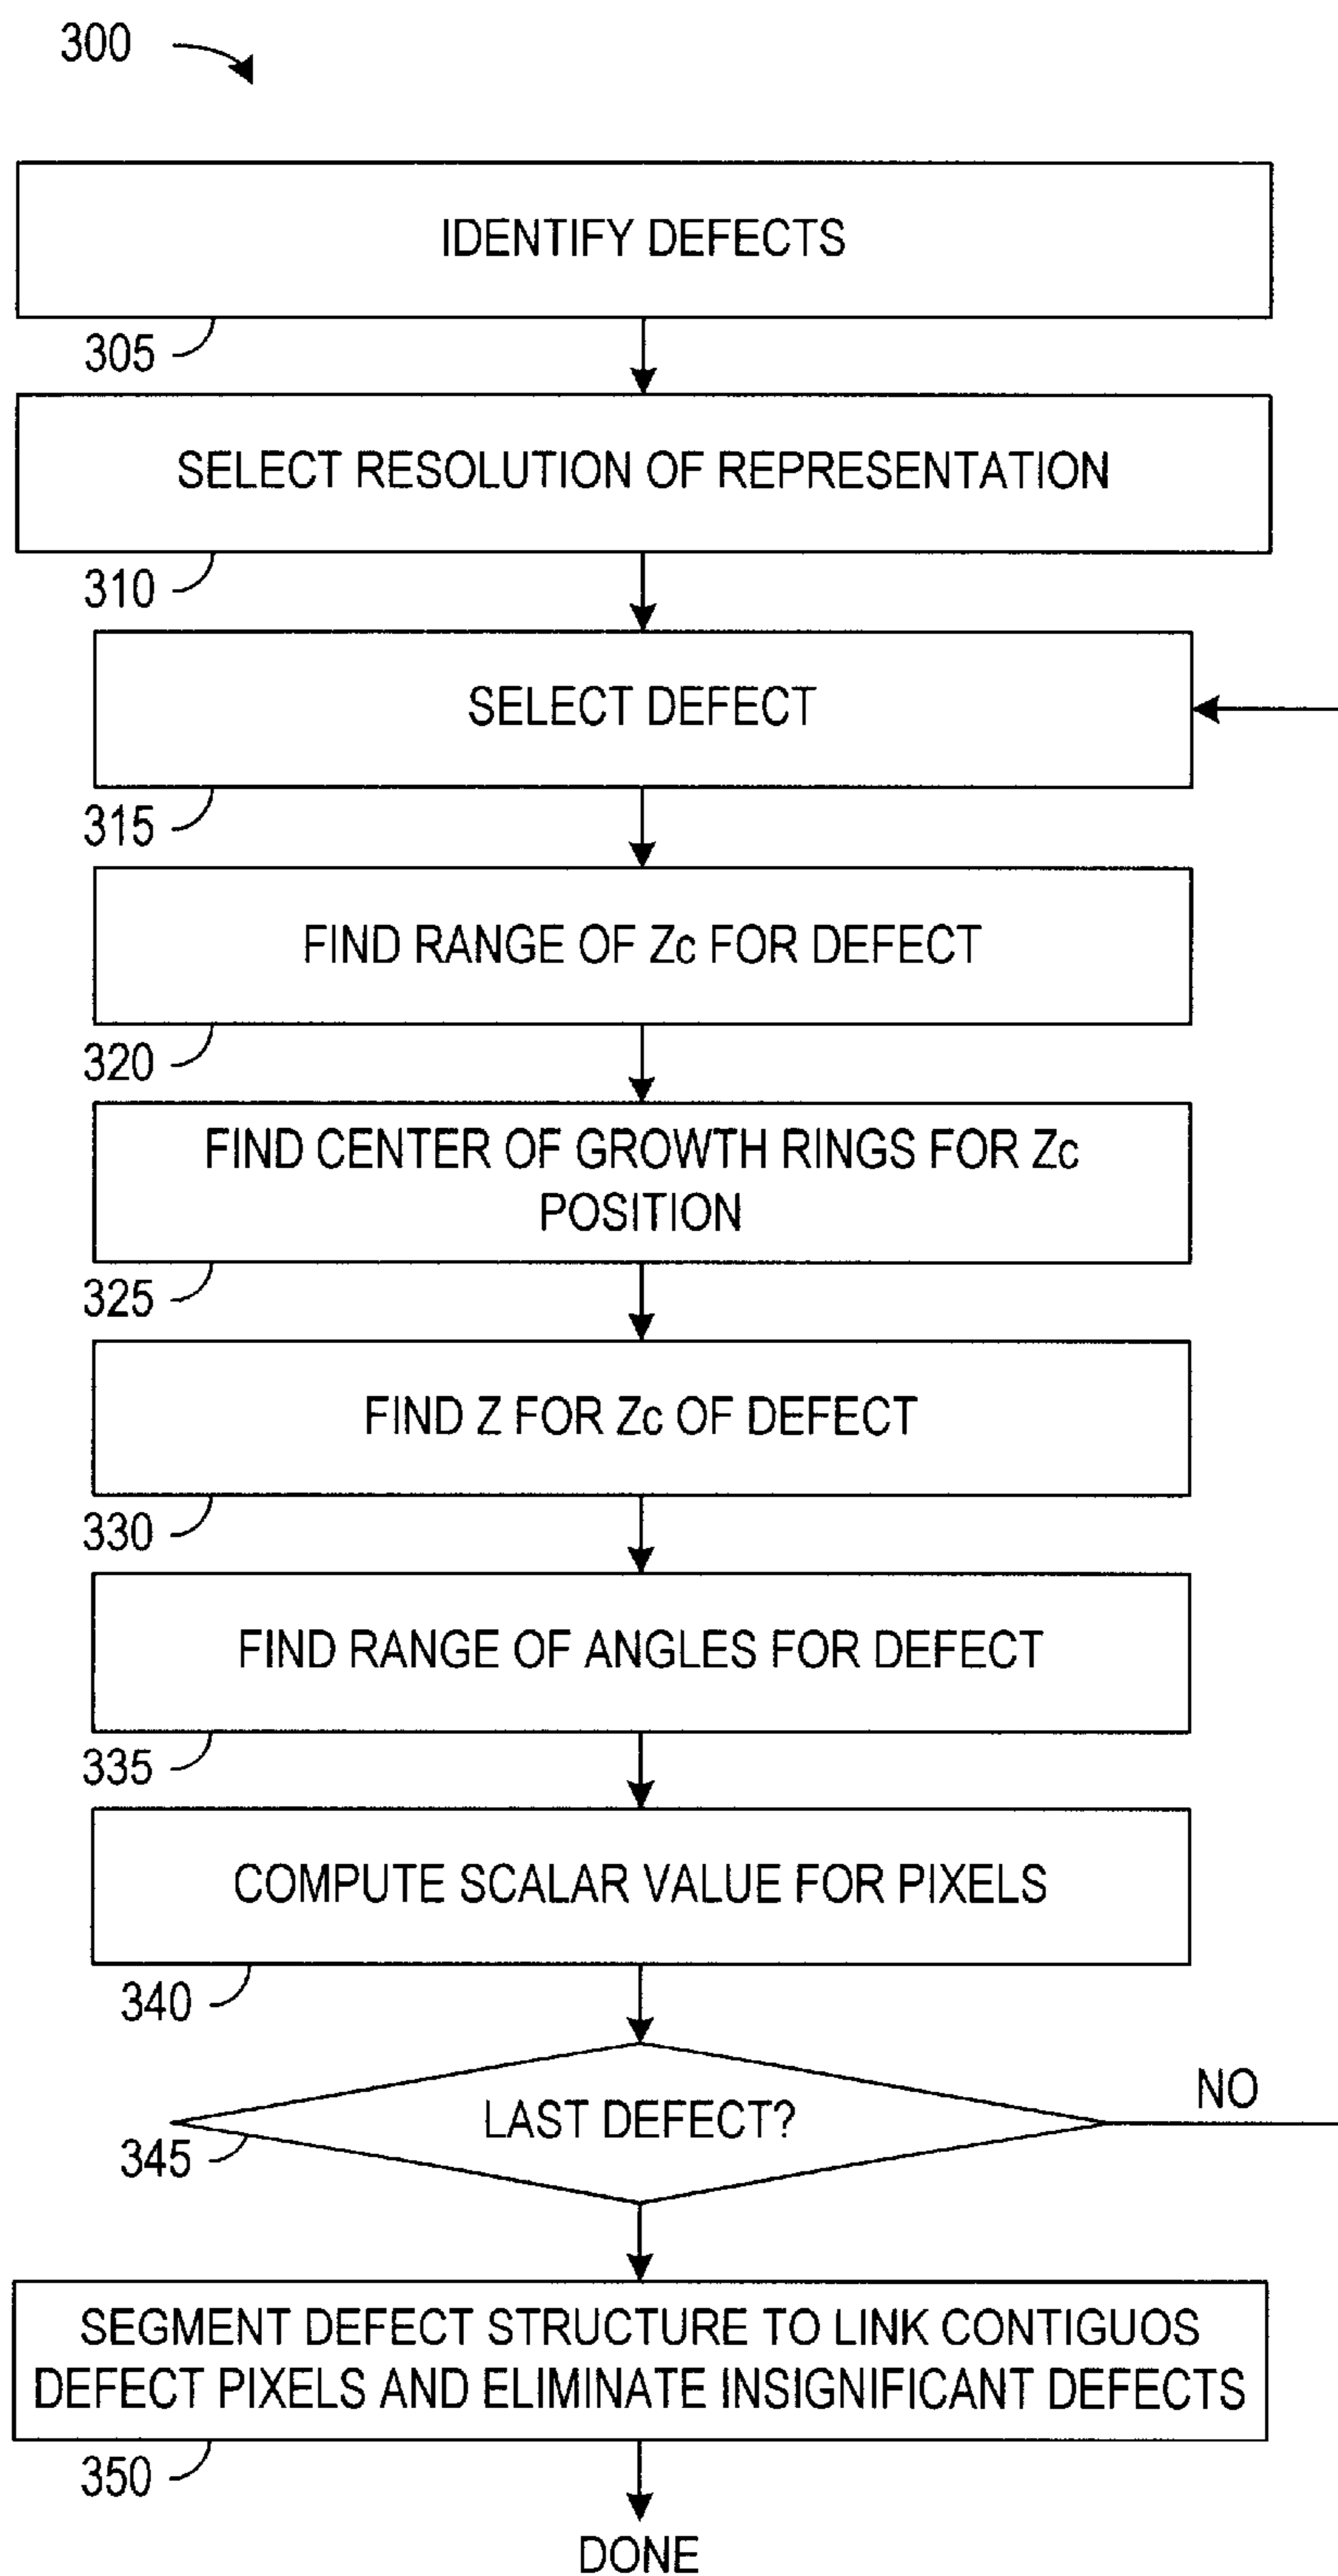 300
IDENTIFY DEFECTS
305
SELECT RESOLUTION OF REPRESENTATION
310
SELECT DEFECT
315
FIND RANGE OF Zc FOR DEFECT
320
FIND CENTER OF GROWTH RINGS FOR Zc
POSITION
325
FIND Z FOR Zc OF DEFECT
330
FIND RANGE OF ANGLES FOR DEFECT
335
COMPUTE SCALAR VALUE FOR PIXELS
340
LAST DEFECT?
NO
345
SEGMENT DEFECT STRUCTURE TO LINK CONTIGUOS
DEFECT PIXELS AND ELIMINATE INSIGNIFICANT DEFECTS
350
DONE